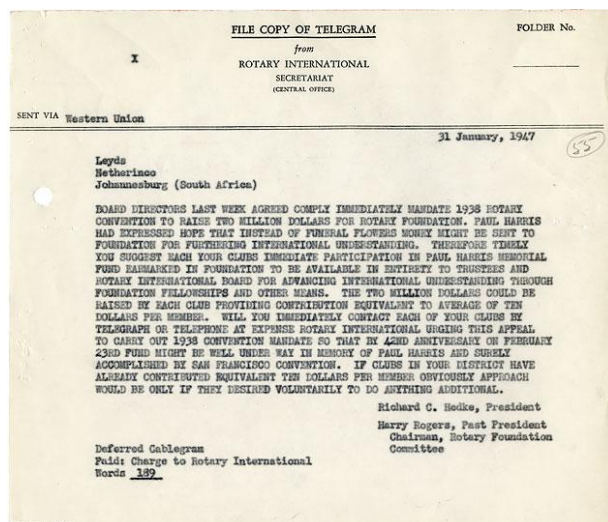 FILE COPY OF TELEGRAM
FOLDER No.
from
X
ROTARY INTERNATIONAL
SECRETARIAT
(CENTRAL OFFICE)
SENT VIA Western Union
31 January, 1947
55
Leyds
Netherinco
Johannesburg (South Africa)
BOARD DIRECTORS LAST WEEK AGREED COMPLY IMMEDIATELY MANDATE 1938 ROTARY
CONVENTION TO RAISE TWO MILLION DOLLARS FOR ROTARY FOUNDATION. PAUL HARRIS
HAD EXPRESSED HOPE THAT INSTEAD OF FUNERAL FLOWERS MONEY MIGHT BE SENT TO
FOUNDATION FOR FURTHERING INTERNATIONAL UNDERSTANDING. THEREFORE TIMELY
YOU SUGGEST EACH YOUR CLUBS IMMEDIATE PARTICIPATION IN PAUL HARRIS MEMORIAL
FUND EARMARKED IN FOUNDATION TO BE AVAILABLE IN ENTIRETY TO TRUSTEES AND
ROTARY INTERNATIONAL BOARD FOR ADVANCING INTERNATIONAL UNDERSTANDING THROUGH
FOUNDATION FELLOWSHIPS AND OTHER MEANS. THE TWO MILLION DOLLARS COULD BE
RAISED BY EACH CLUB PROVIDING CONTRIBUTION EQUIVALENT TO AVERAGE OF TEN
DOLLARS PER MEMBER. WILL YOU IMMEDIATELY CONTACT EACH OF YOUR CLUBS BY
TELEGRAPH OR TELEPHONE AT EXPENSE ROTARY INTERNATIONAL URGING THIS APPEAL
TO CARRY OUT 1938 CONVENTION MANDATE SO THAT BY 42ND ANNIVERSARY ON FEBRUARY
23RD FUND MIGHT BE WELL UNDER WAY IN MEMORY OF PAUL HARRIS AND SURELY
ACCOMPLISHED BY SAN FRANCISCO CONVENTION. IF CLUBS IN YOUR DISTRICT HAVE
ALREADY CONTRIBUTED EQUIVALENT TEN DOLLARS PER MEMBER OBVIOUSLY APPROACH
WOULD BE ONLY IF THEY DESIRED VOLUNTARILY TO DO ANYTHING ADDITIONAL.
Richard C. Hedke, President
Harry Rogers, Past President
Chairman, Rotary Foundation
Committee
Deferred Cablegram
Paid: Charge to Rotary International
Words 189